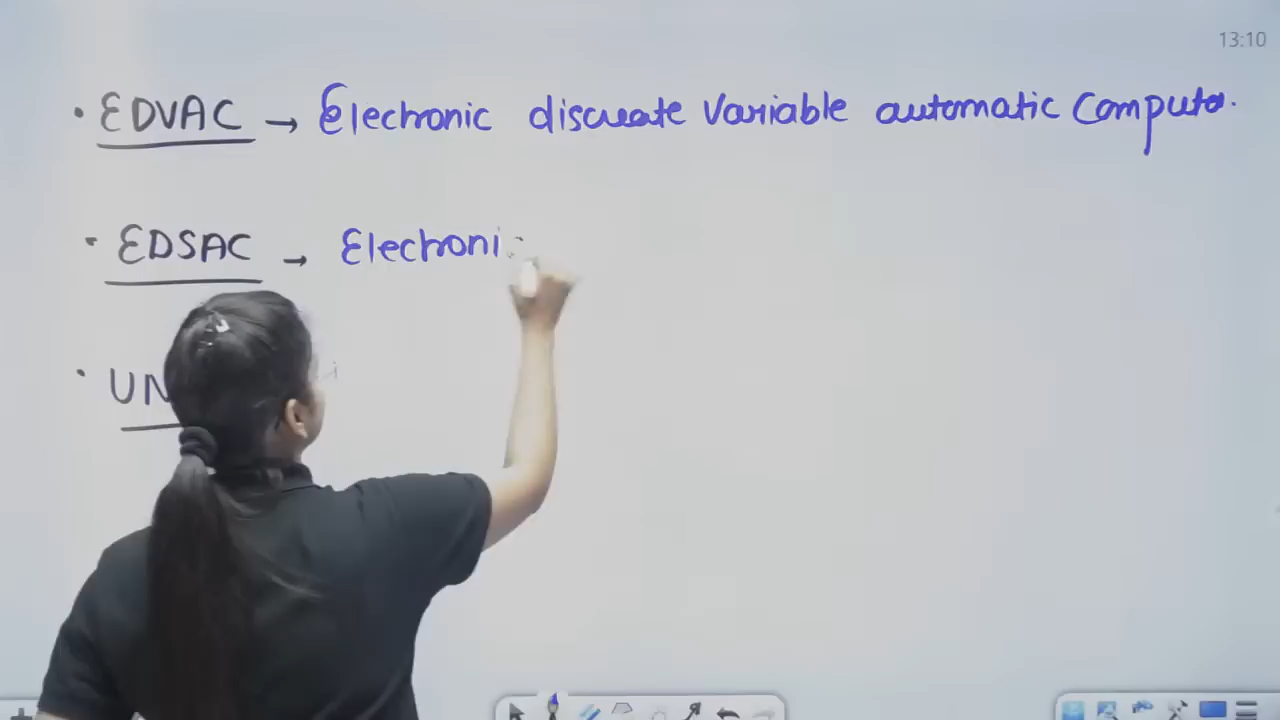 13:10
• EDVAC → Electronic discreate Variable automatic Computer.
• EDSAC → Electroni
• UN